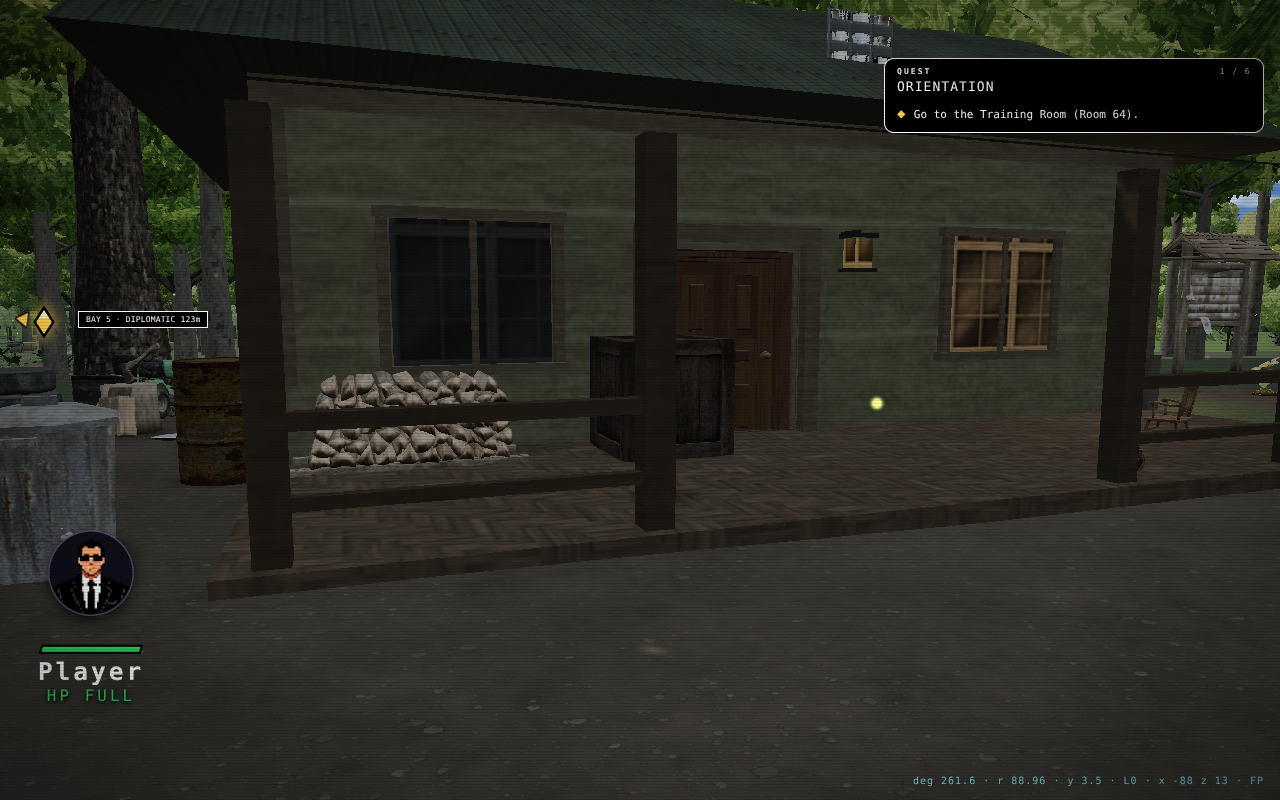 QUEST
1 / 6
ORIENTATION
◆ Go to the Training Room (Room 64).
BAY 5 · DIPLOMATIC 123m
Player
HP FULL
deg 261.6 · r 88.96 · y 3.5 · L0 · x -88 z 13 · FP